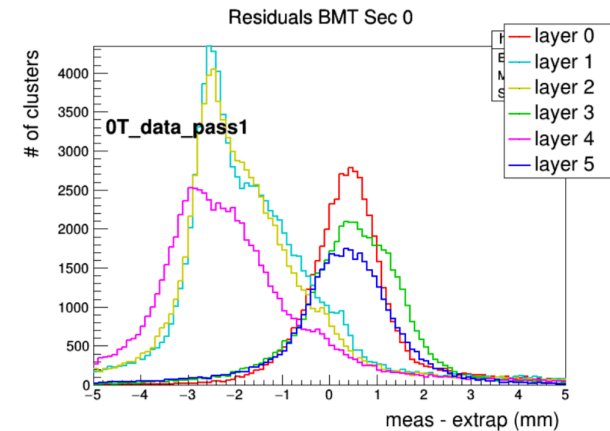 Residuals BMT Sec 0
# of clusters
0T_data_pass1
layer 0
layer 1
layer 2
layer 3
layer 4
layer 5
4000
3500
3000
2500
2000
1500
1000
500
0
−5 −4 −3 −2 −1 0 1 2 3 4 5
meas - extrap (mm)